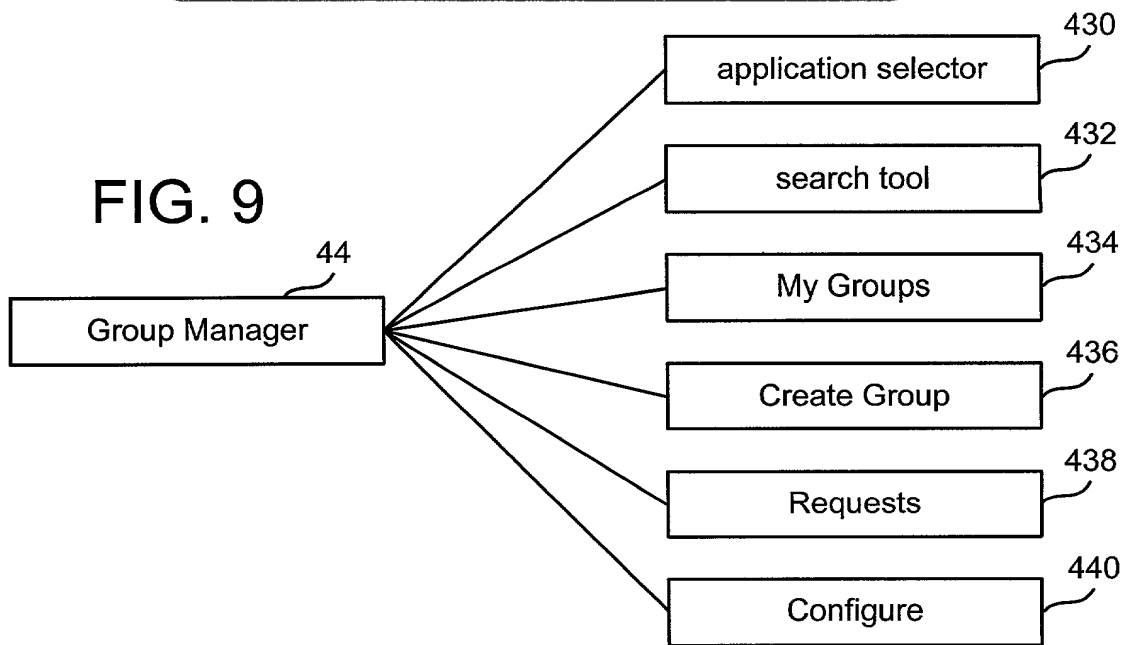 430
application selector
432
search tool
FIG. 9
434
44
My Groups
Group Manager
436
Create Group
438
Requests
440
Configure